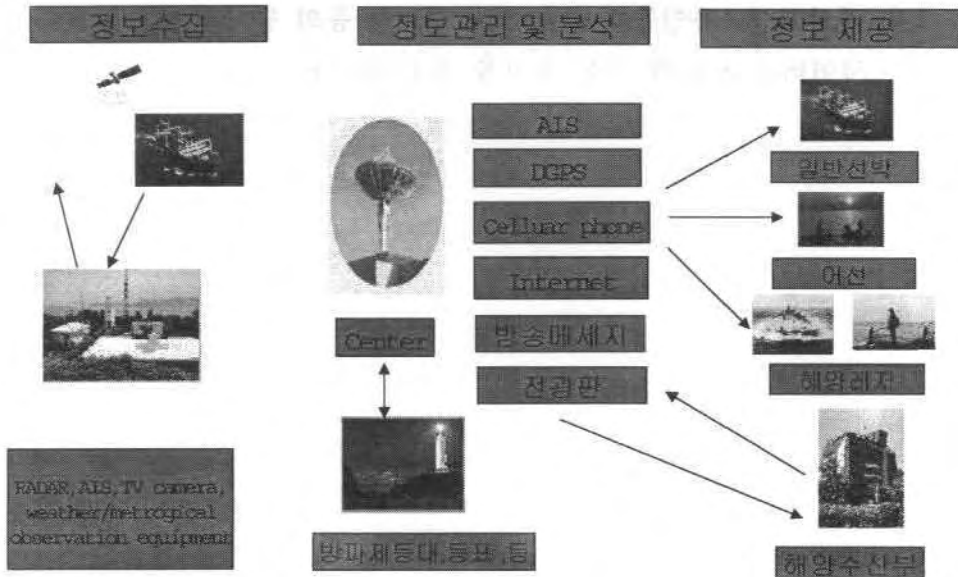 정보수집
정보관리 및 분석
정보 제공
AIS
DGPS
Celluar phone
Internet
방송메세지
전광판
Center
방파제등대,등표,등
RADAR,AIS,TV camera,
weather/metrogical
observation equipment
일반선박
어선
해양레저
해양수산부